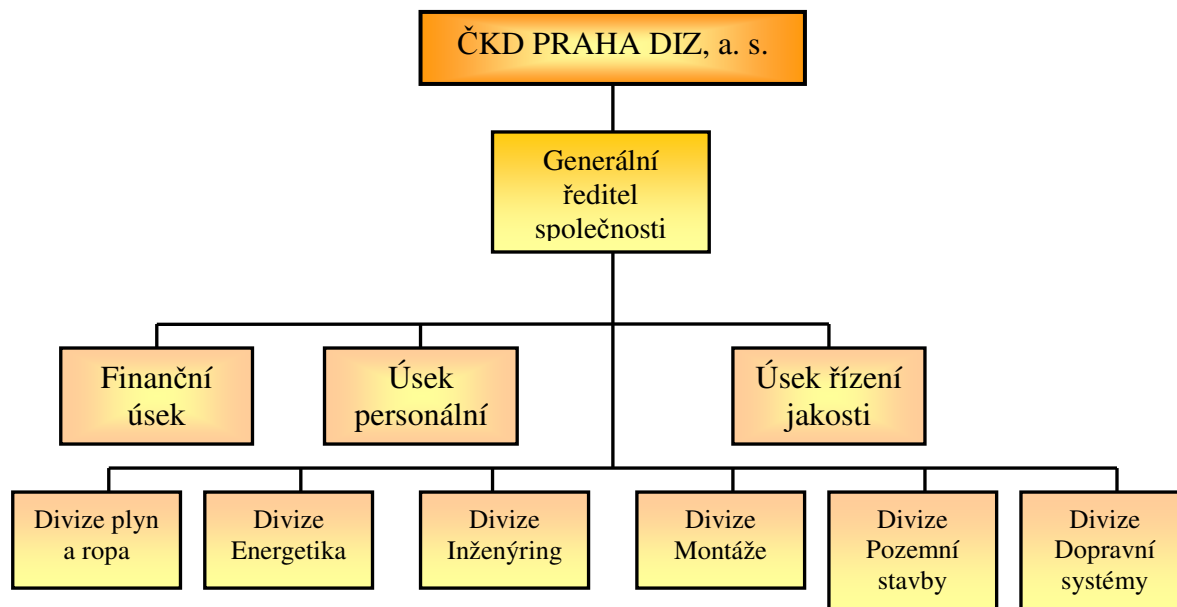 ČKD PRAHA DIZ, a. s.
Generální
ředitel
společnosti
Finanční
úsek
Úsek
personální
Úsek řízení
jakosti
Divize plyn
a ropa
Divize
Energetika
Divize
Inženýring
Divize
Montáže
Divize
Pozemní
stavby
Divize
Dopravní
systémy